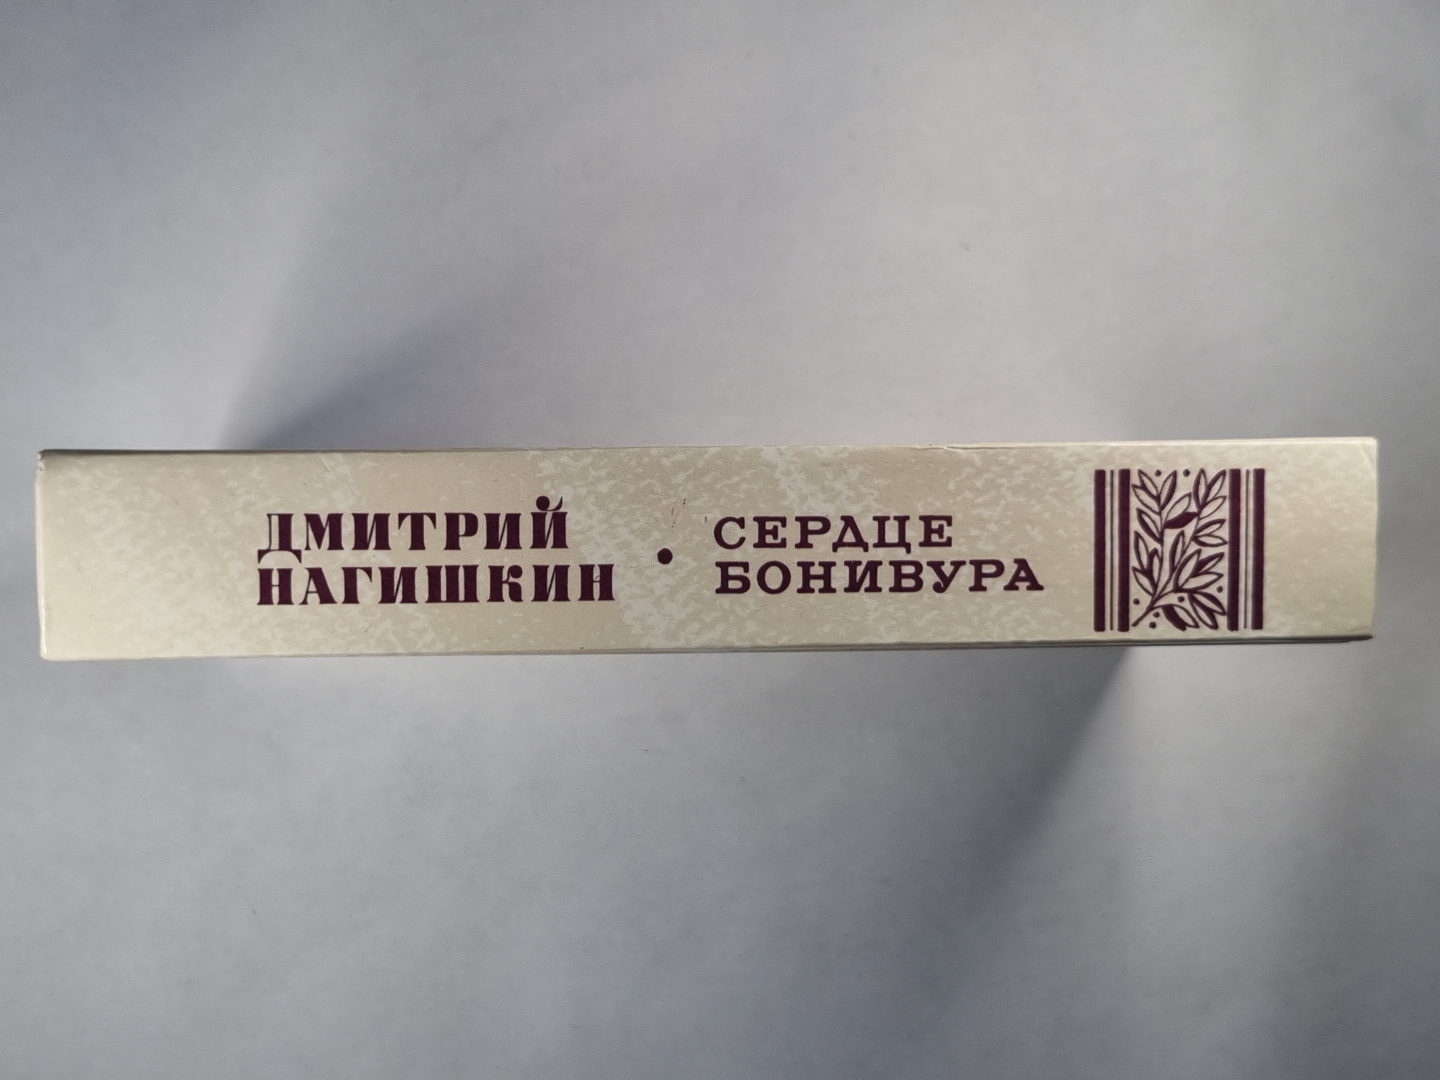 ДМИТРИЙ
НАГИШКИН
•
СЕРДЦЕ
БОНИВУРА